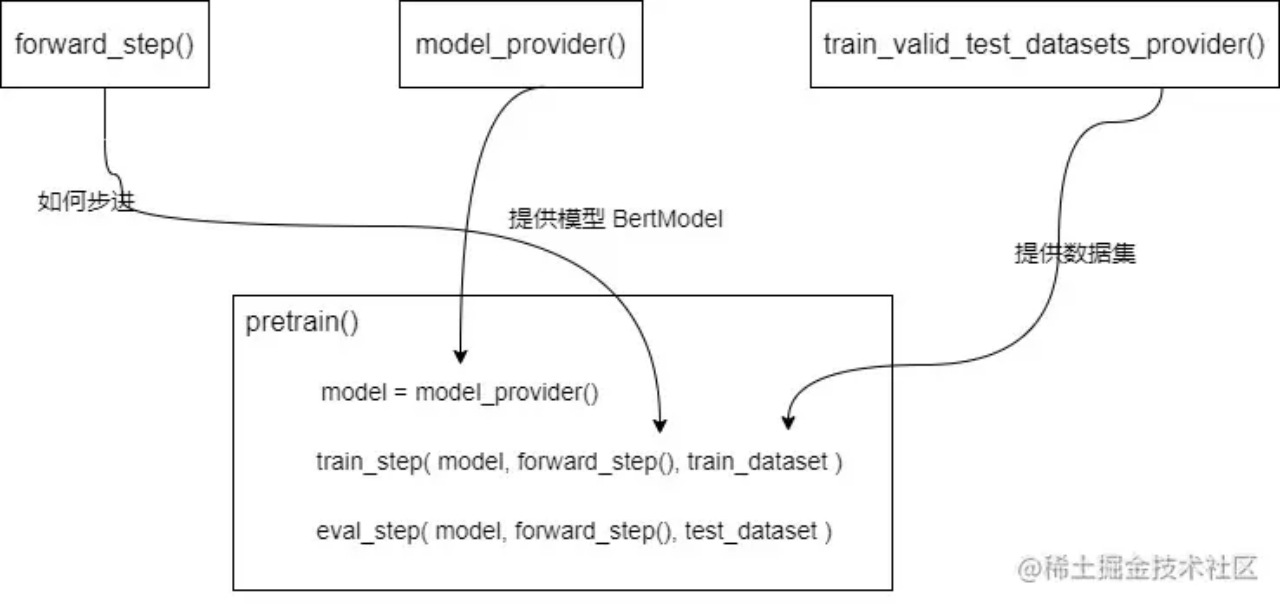 forward_step()
model_provider()
train_valid_test_datasets_provider()
如何步进
提供模型 BertModel
提供数据集
pretrain()
model = model_provider()
train_step( model, forward_step(), train_dataset )
eval_step( model, forward_step(), test_dataset )
@稀土掘金技术社区